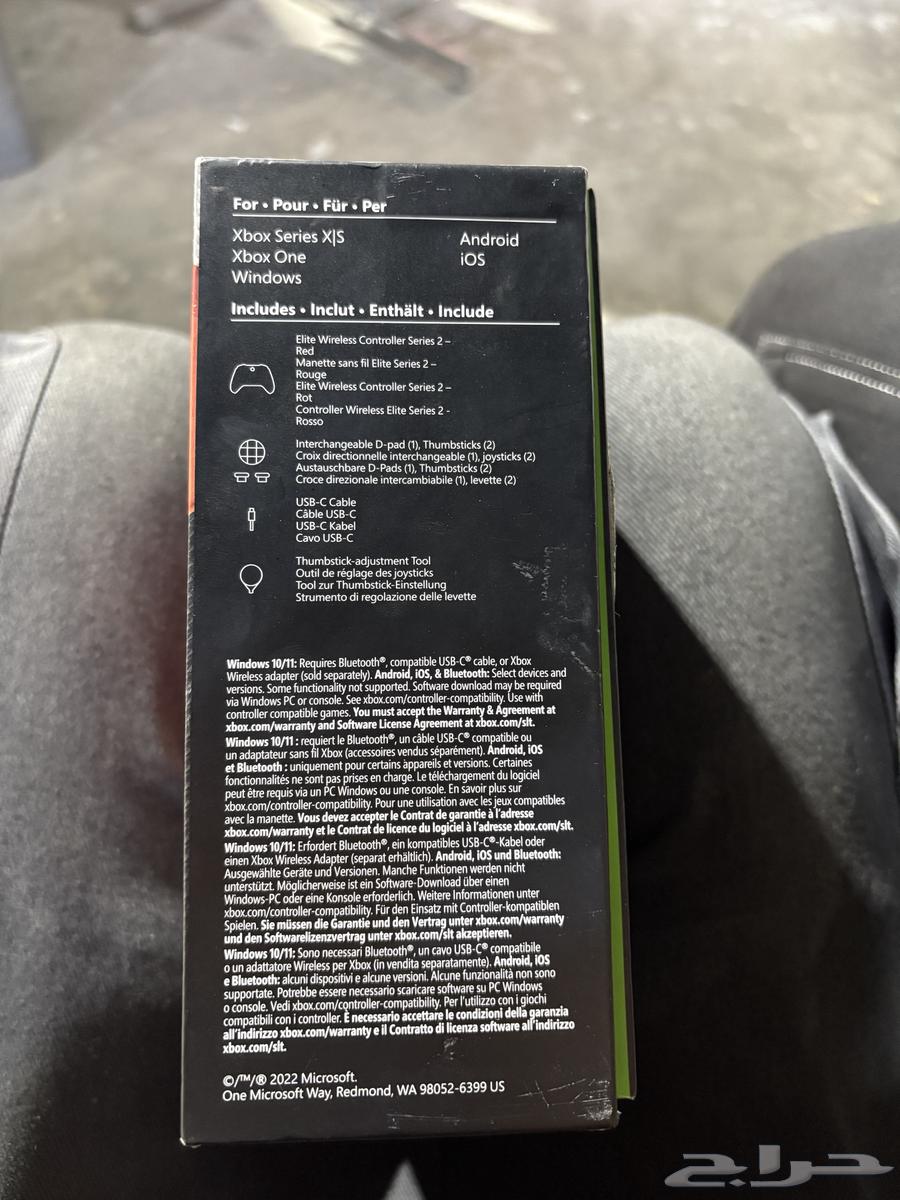 For • Pour • Für • Per
Xbox Series X|S
Xbox One
Windows
Android
iOS
Includes • Inclut • Enthält • Include
Elite Wireless Controller Series 2 –
Red
Manette sans fil Elite Series 2 –
Rouge
Elite Wireless Controller Series 2 –
Rot
Controller Wireless Elite Series 2 -
Rosso
Interchangeable D-pad (1), Thumbsticks (2)
Croix directionnelle interchangeable (1), joysticks (2)
Austauschbare D-Pads (1), Thumbsticks (2)
Croce direzionale intercambiabile (1), levette (2)
USB-C Cable
Câble USB-C
USB-C Kabel
Cavo USB-C
Thumbstick-adjustment Tool
Outil de réglage des joysticks
Tool zur Thumbstick-Einstellung
Strumento di regolazione delle levette
Windows 10/11: Requires Bluetooth®, compatible USB-C® cable, or Xbox
Wireless adapter (sold separately). Android, iOS, & Bluetooth: Select devices and
versions. Some functionality not supported. Software download may be required
via Windows PC or console. See xbox.com/controller-compatibility. Use with
controller compatible games. You must accept the Warranty & Agreement at
xbox.com/warranty and Software License Agreement at xbox.com/slt.
Windows 10/11 : requiert le Bluetooth®, un câble USB-C® compatible ou
un adaptateur sans fil Xbox (accessoires vendus séparément). Android, iOS
et Bluetooth : uniquement pour certains appareils et versions. Certaines
fonctionnalités ne sont pas prises en charge. Le téléchargement du logiciel
peut être requis via un PC Windows ou une console. En savoir plus sur
xbox.com/controller-compatibility. Pour une utilisation avec les jeux compatibles
avec la manette. Vous devez accepter le Contrat de garantie à l'adresse
xbox.com/warranty et le Contrat de licence du logiciel à l'adresse xbox.com/slt.
Windows 10/11: Erfordert Bluetooth®, ein kompatibles USB-C®-Kabel oder
einen Xbox Wireless Adapter (separat erhältlich). Android, iOS und Bluetooth:
Ausgewählte Geräte und Versionen. Manche Funktionen werden nicht
unterstützt. Möglicherweise ist ein Software-Download über einen
Windows-PC oder eine Konsole erforderlich. Weitere Informationen unter
xbox.com/controller-compatibility. Für den Einsatz mit Controller-kompatiblen
Spielen. Sie müssen die Garantie und den Vertrag unter xbox.com/warranty
und den Softwarelizenzvertrag unter xbox.com/slt akzeptieren.
Windows 10/11: Sono necessari Bluetooth®, un cavo USB-C® compatibile
o un adattatore Wireless per Xbox (in vendita separatamente). Android, iOS
e Bluetooth: alcuni dispositivi e alcune versioni. Alcune funzionalità non sono
supportate. Potrebbe essere necessario scaricare software su PC Windows
o console. Vedi xbox.com/controller-compatibility. Per l'utilizzo con i giochi
compatibili con i controller. È necessario accettare le condizioni della garanzia
all'indirizzo xbox.com/warranty e il Contratto di licenza software all'indirizzo
xbox.com/slt.
©/™/® 2022 Microsoft.
One Microsoft Way, Redmond, WA 98052-6399 US
حراج